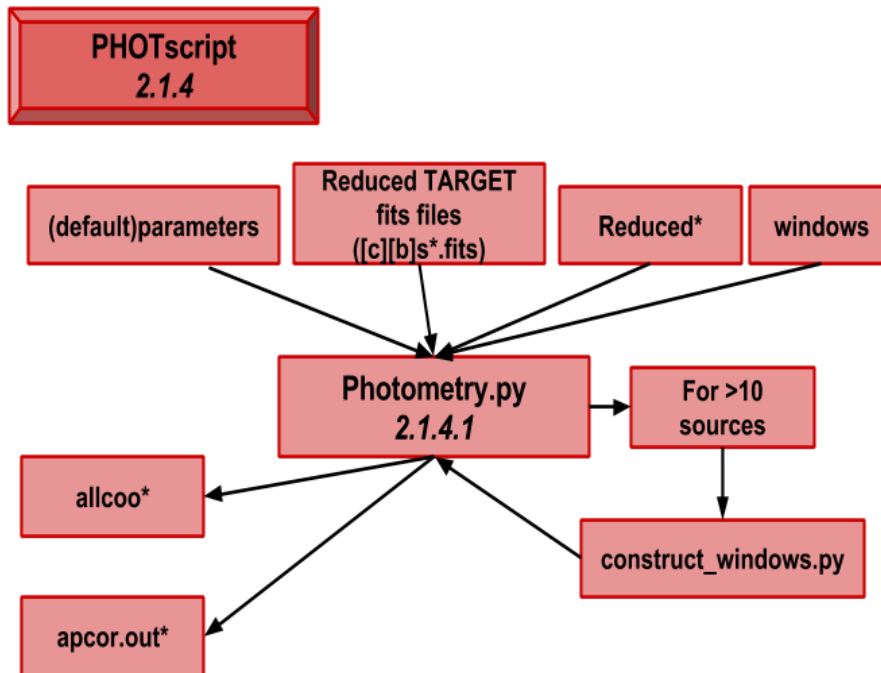 PHOTscript
2.1.4
(default)parameters
Reduced TARGET
fits files
([c][b]s*.fits)
Reduced*
windows
Photometry.py
2.1.4.1
For >10
sources
allcoo*
construct_windows.py
apcor.out*